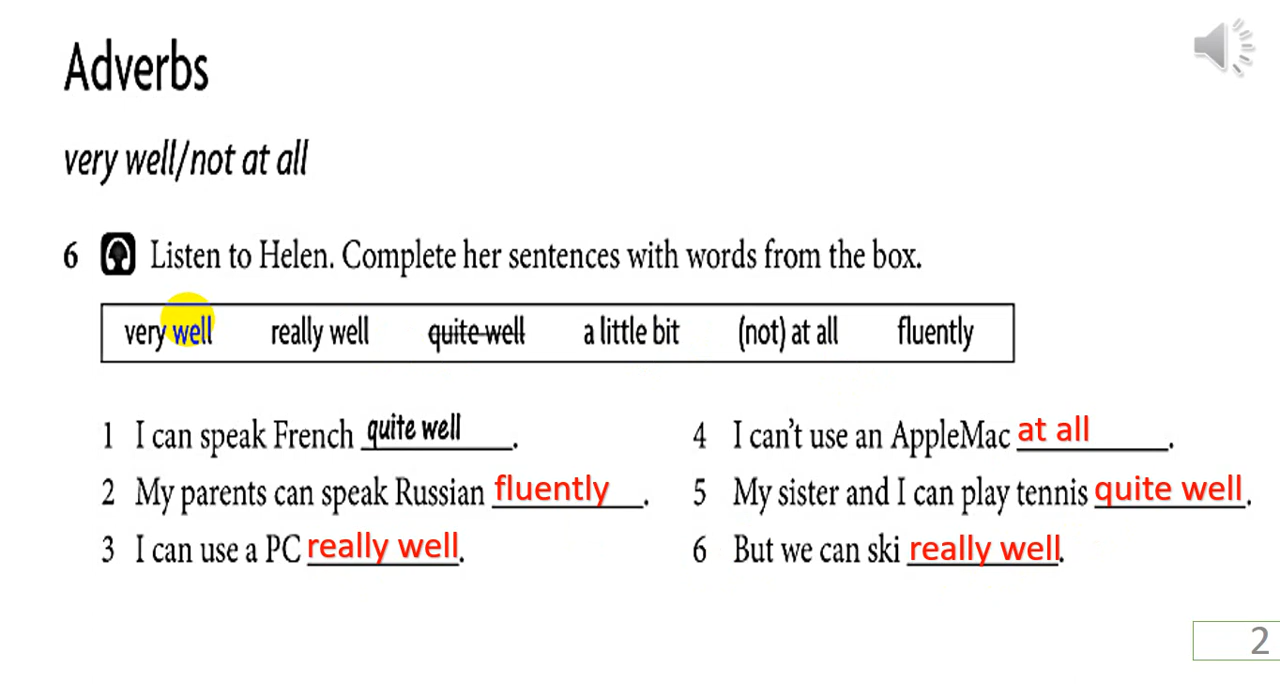 Adverbs
very well/not at all
6 Listen to Helen. Complete her sentences with words from the box.
very well really well quite well a little bit (not) at all fluently
1 I can speak French quite well.
2 My parents can speak Russian fluently.
3 I can use a PC really well.
4 I can't use an AppleMac at all.
5 My sister and I can play tennis quite well.
6 But we can ski really well.
2